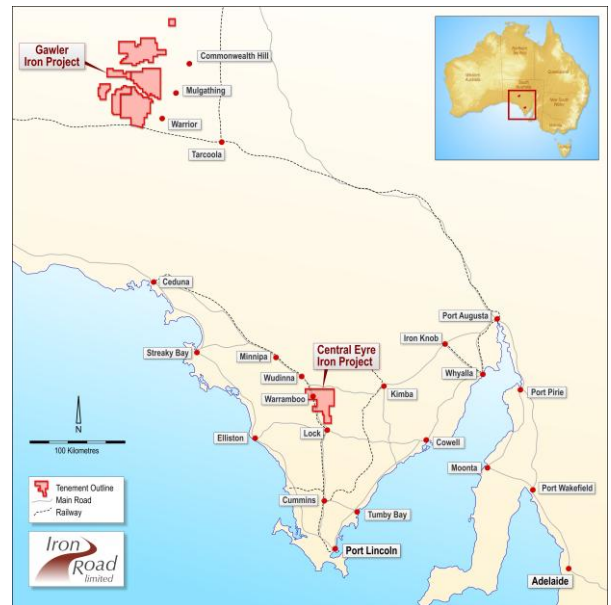 Gawler
Iron Project
Commonwealth Hill
Mulgathing
Warrior
Tarcoola
Ceduna
Port Augusta
Streaky Bay
Minnipa
Iron Knob
Central Eyre
Iron Project
Wudinna
Whyalla
Warramboo
Kimba
Port Pirie
Elliston
Lock
Cowell
N
100 Kilometres
Moonta
Port Wakefield
Tenement Outline
Main Road
Railway
Cummins
Tumby Bay
Port Lincoln
Iron
Road
limited
Adelaide